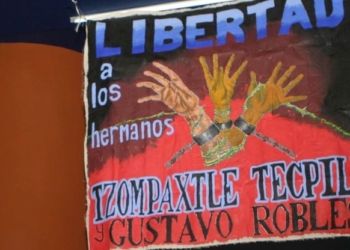 LIBERTAD
a
los
hermanos
TZOMPAXTLE TECPIL
y GUSTAVO ROBLES